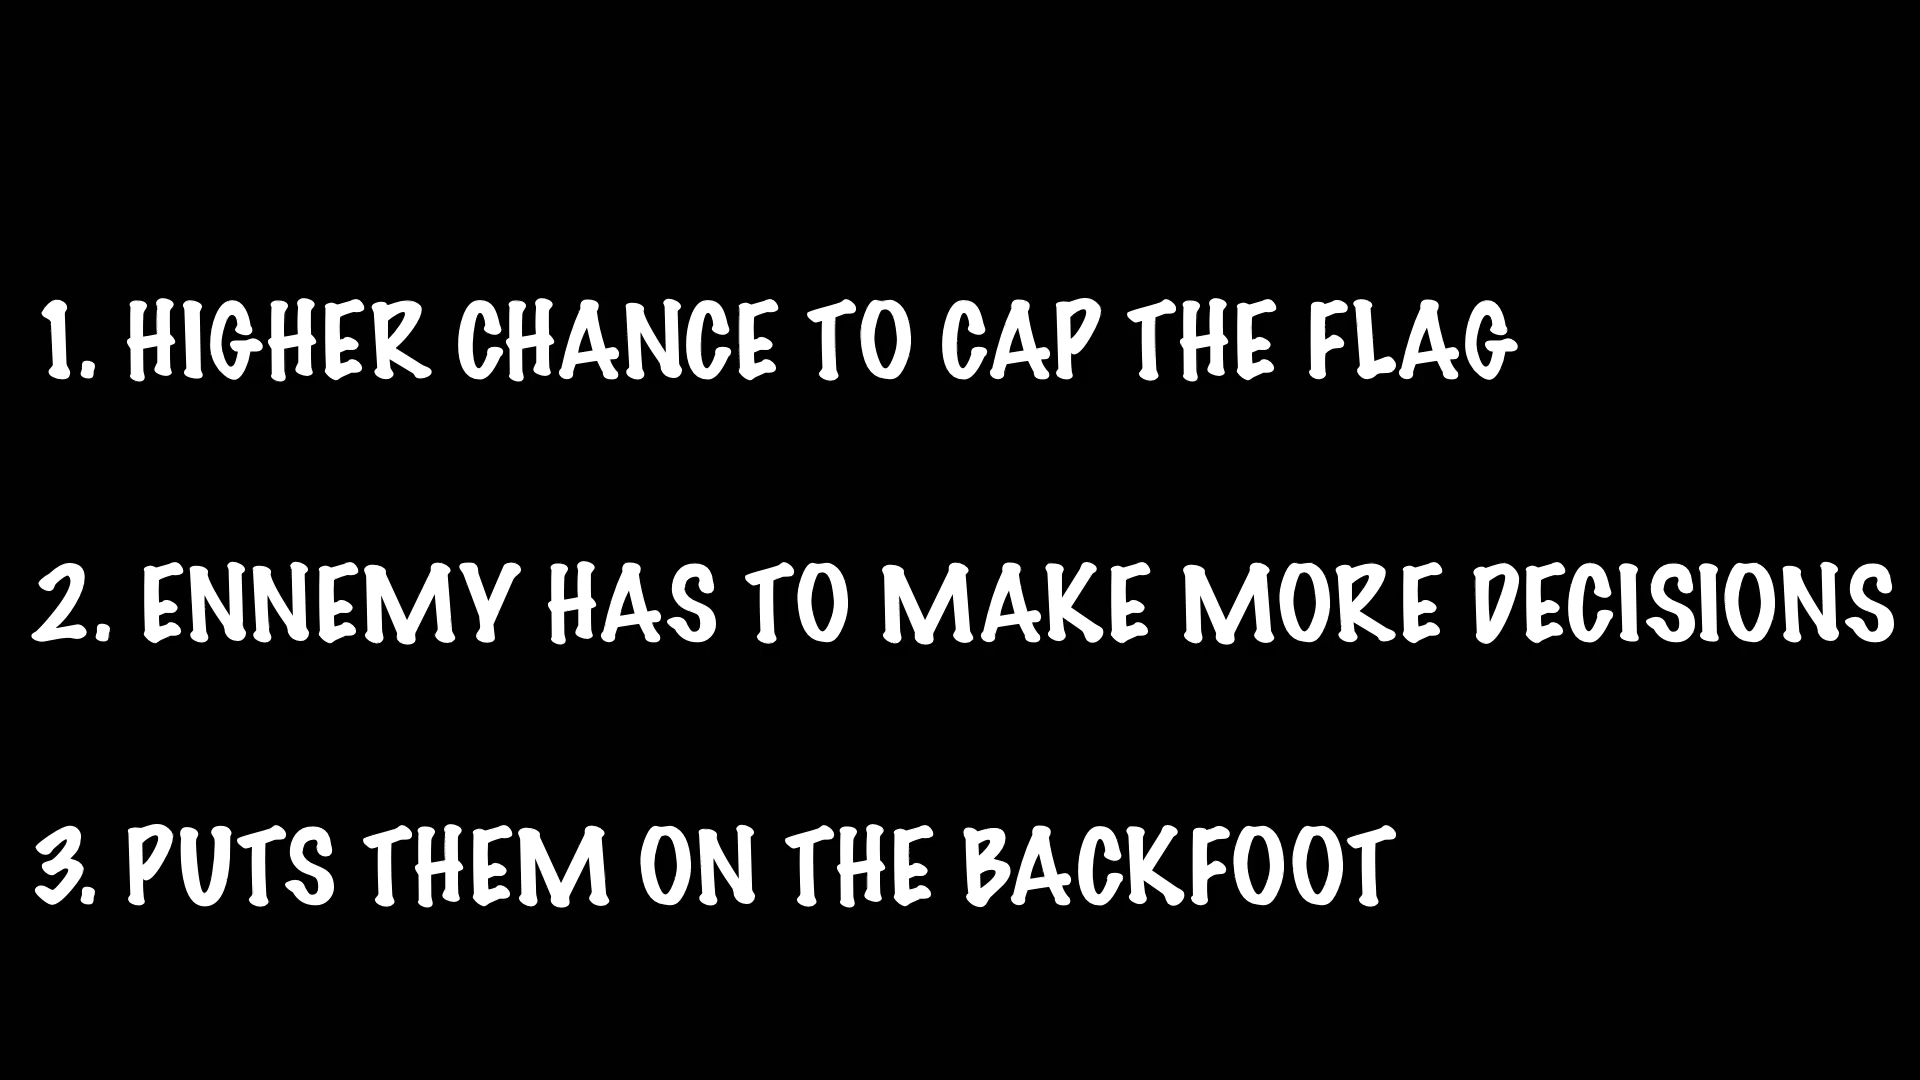 1. HIGHER CHANCE TO CAP THE FLAG
2. ENNEMY HAS TO MAKE MORE DECISIONS
3. PUTS THEM ON THE BACKFOOT